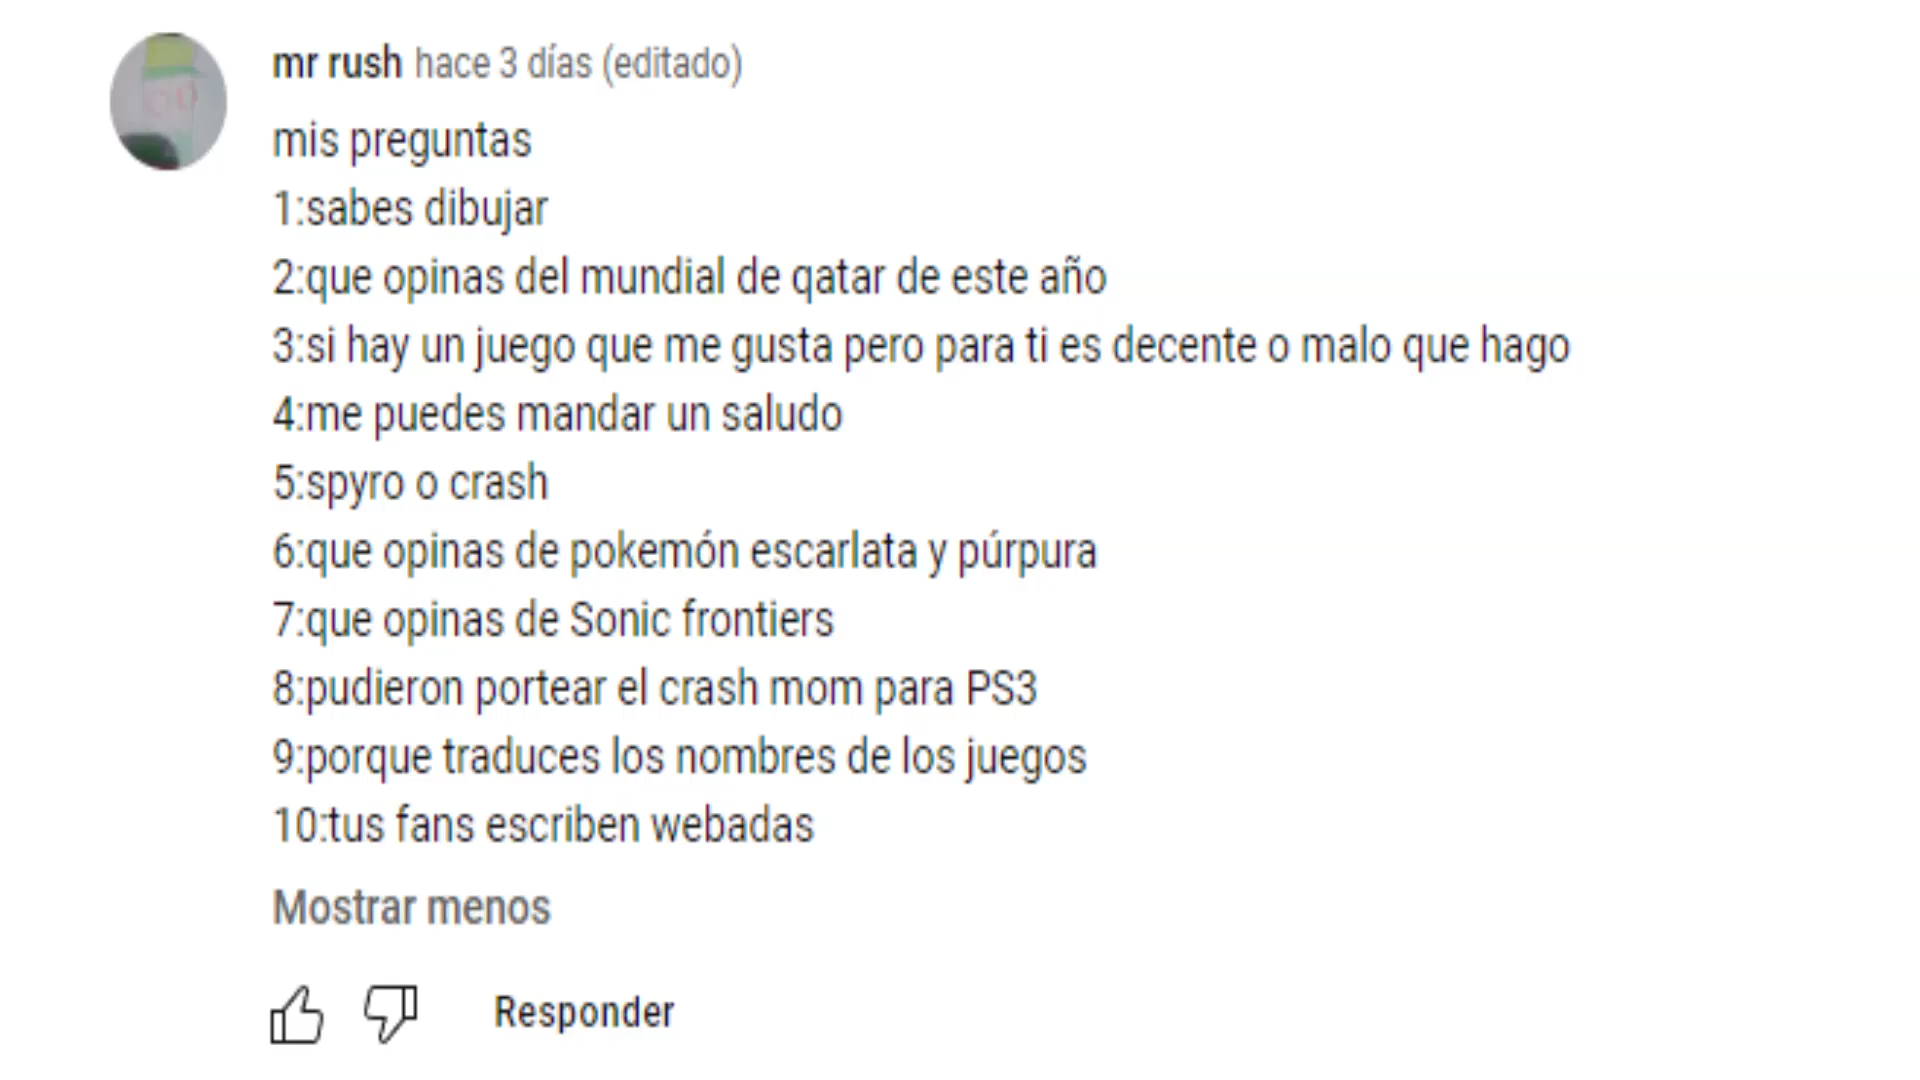 mr rush hace 3 días (editado)
mis preguntas
1:sabes dibujar
2:que opinas del mundial de qatar de este año
3:si hay un juego que me gusta pero para ti es decente o malo que hago
4:me puedes mandar un saludo
5:spyro o crash
6:que opinas de pokemón escarlata y púrpura
7:que opinas de Sonic frontiers
8:pudieron portear el crash mom para PS3
9:porque traduces los nombres de los juegos
10:tus fans escriben webadas
Mostrar menos
Responder